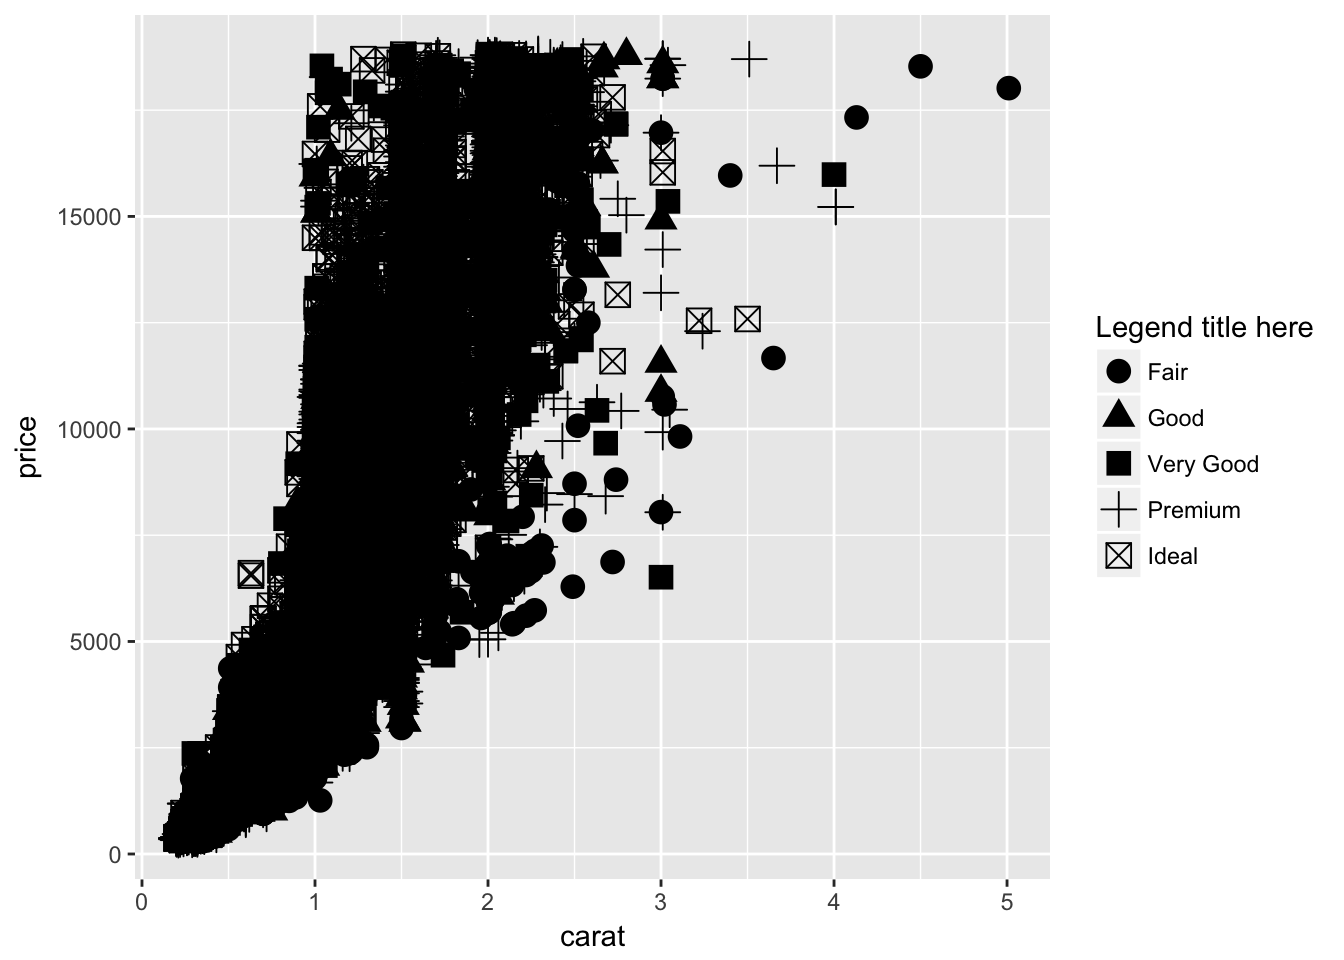 15000
10000
5000
0
price
0 1 2 3 4 5
carat
Legend title here
Fair
Good
Very Good
Premium
Ideal